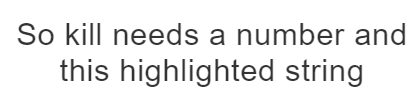 So kill needs a number and
this highlighted string